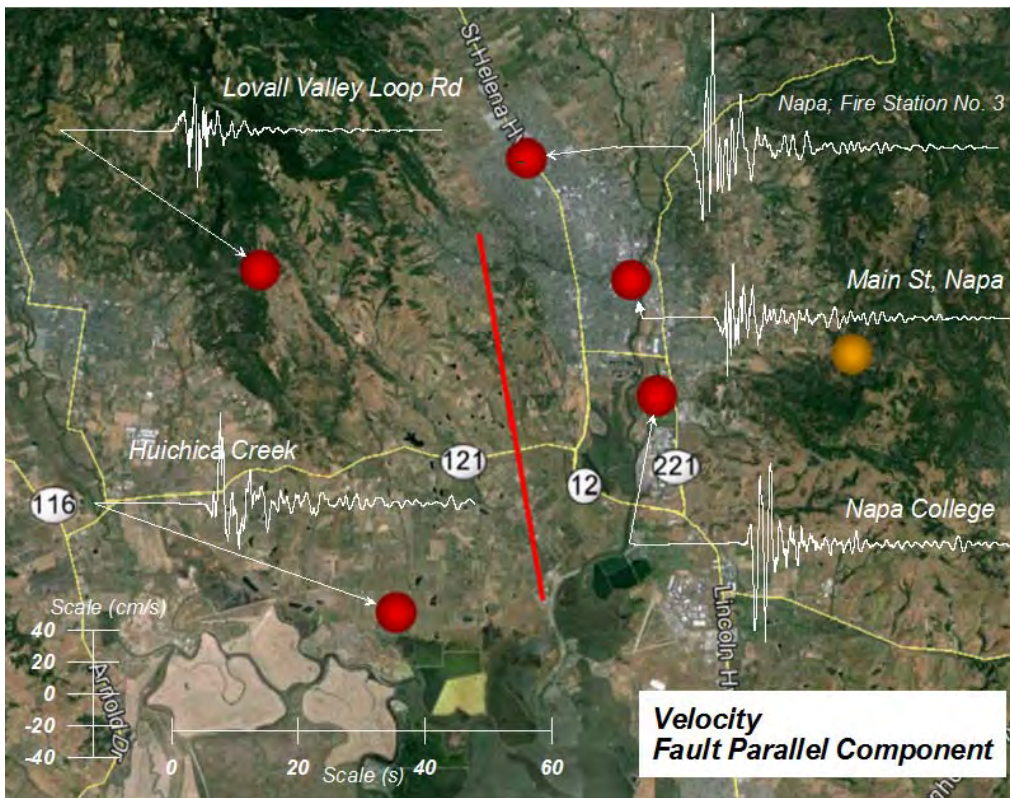 St Helena H
Lovall Valley Loop Rd
Napa; Fire Station No. 3
Main St, Napa
Huichica Creek
121
116
12
221
Napa College
Scale (cm/s)
40
20
0
-20
-40
Arnold Dr
Lincoln H
0
20
40
60
Scale (s)
Velocity
Fault Parallel Component